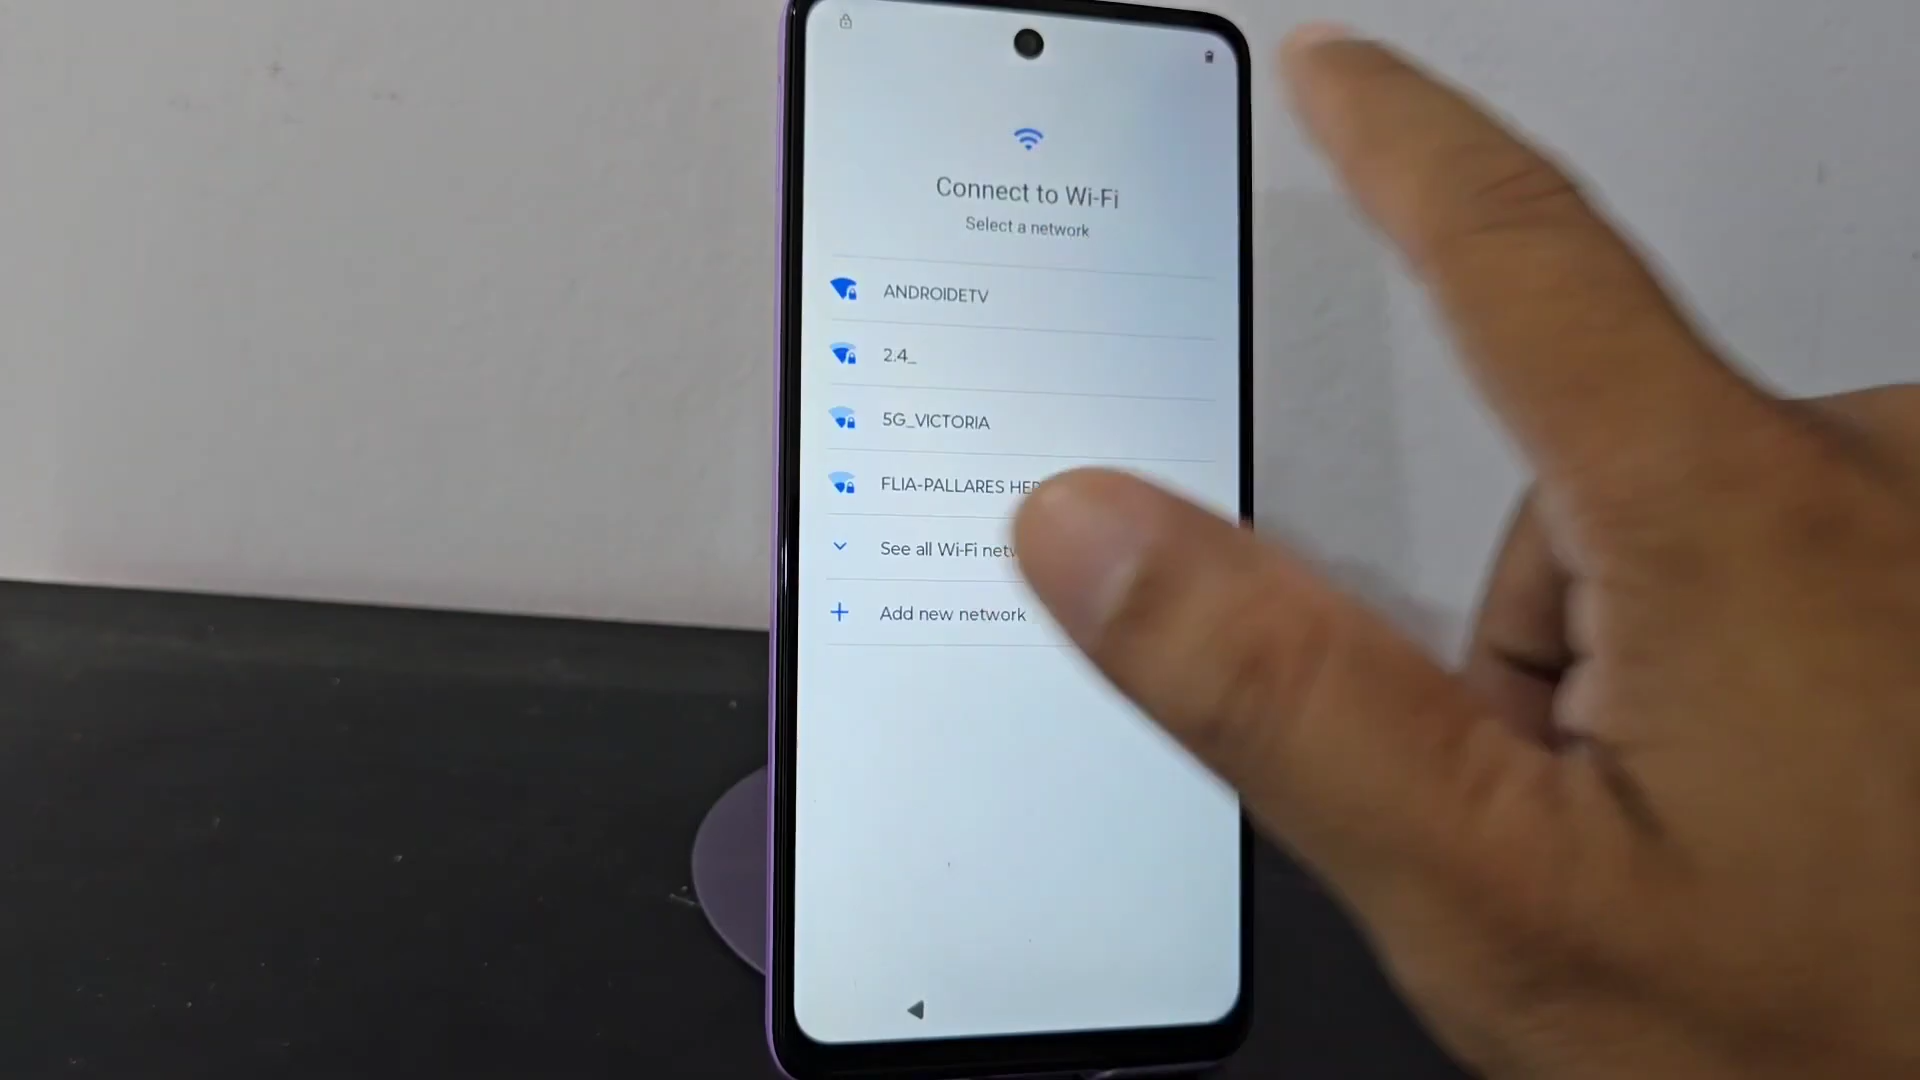 Connect to Wi-Fi
Select a network
ANDROIDETV
2.4_
5G_VICTORIA
FLIA-PALLARES
See all Wi-Fi
Add new network